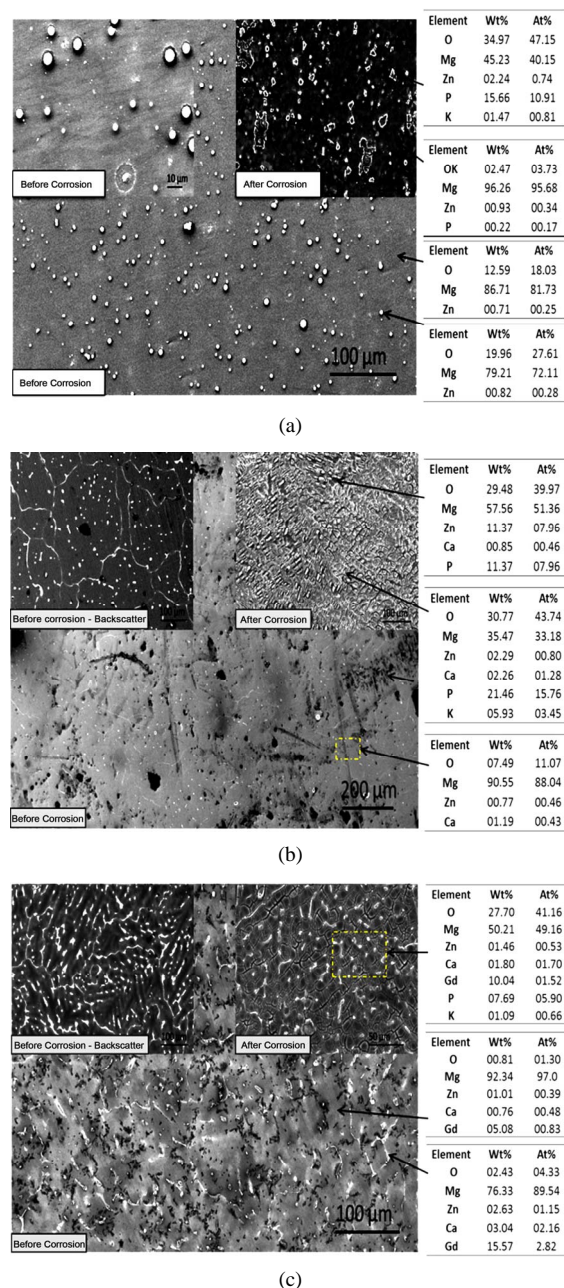 Before Corrosion
10 µm
After Corrosion
100 µm
Before Corrosion
Element Wt% At%
O 34.97 47.15
Mg 45.23 40.15
Zn 02.24 0.74
P 15.66 10.91
K 01.47 00.81
Element Wt% At%
OK 02.47 03.73
Mg 96.26 95.68
Zn 00.93 00.34
P 00.22 00.17
Element Wt% At%
O 12.59 18.03
Mg 86.71 81.73
Zn 00.71 00.25
Element Wt% At%
O 19.96 27.61
Mg 79.21 72.11
Zn 00.82 00.28
(a)
Before corrosion - Backscatter
After Corrosion
200 µm
Before Corrosion
Element Wt% At%
O 29.48 39.97
Mg 57.56 51.36
Zn 11.37 07.96
Ca 00.85 00.46
P 11.37 07.96
Element Wt% At%
O 30.77 43.74
Mg 35.47 33.18
Zn 02.29 00.80
Ca 02.26 01.28
P 21.46 15.76
K 05.93 03.45
Element Wt% At%
O 07.49 11.07
Mg 90.55 88.04
Zn 00.77 00.46
Ca 01.19 00.43
(b)
Before Corrosion - Backscatter
After Corrosion
50 µm
100 µm
Before Corrosion
Element Wt% At%
O 27.70 41.16
Mg 50.21 49.16
Zn 01.46 00.53
Ca 01.80 01.70
Gd 10.04 01.52
P 07.69 05.90
K 01.09 00.66
Element Wt% At%
O 00.81 01.30
Mg 92.34 97.0
Zn 01.01 00.39
Ca 00.76 00.48
Gd 05.08 00.83
Element Wt% At%
O 02.43 04.33
Mg 76.33 89.54
Zn 02.63 01.15
Ca 03.04 02.16
Gd 15.57 2.82
(c)